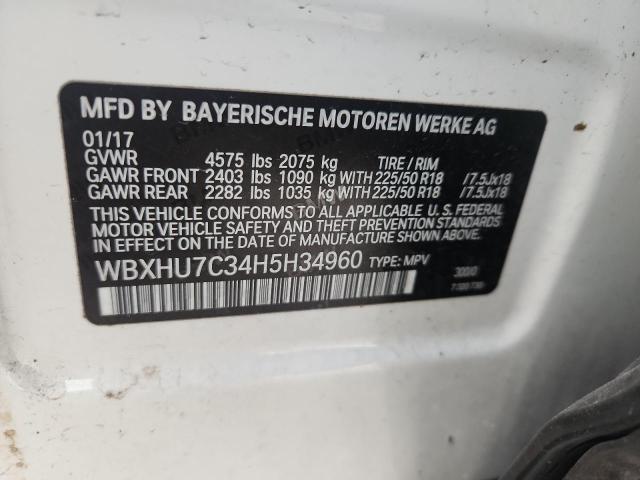 MFD BY BAYERISCHE MOTOREN WERKE AG
01/17
GVWR 4575 lbs 2075 kg TIRE / RIM
GAWR FRONT 2403 lbs 1090 kg WITH 225/50 R18 /7.5Jx18
GAWR REAR 2282 lbs 1035 kg WITH 225/50 R18 /7.5Jx18
THIS VEHICLE CONFORMS TO ALL APPLICABLE U. S. FEDERAL
MOTOR VEHICLE SAFETY AND THEFT PREVENTION STANDARDS
IN EFFECT ON THE DATE OF MANUFACTURE SHOWN ABOVE.
WBXHU7C34H5H34960 TYPE: MPV